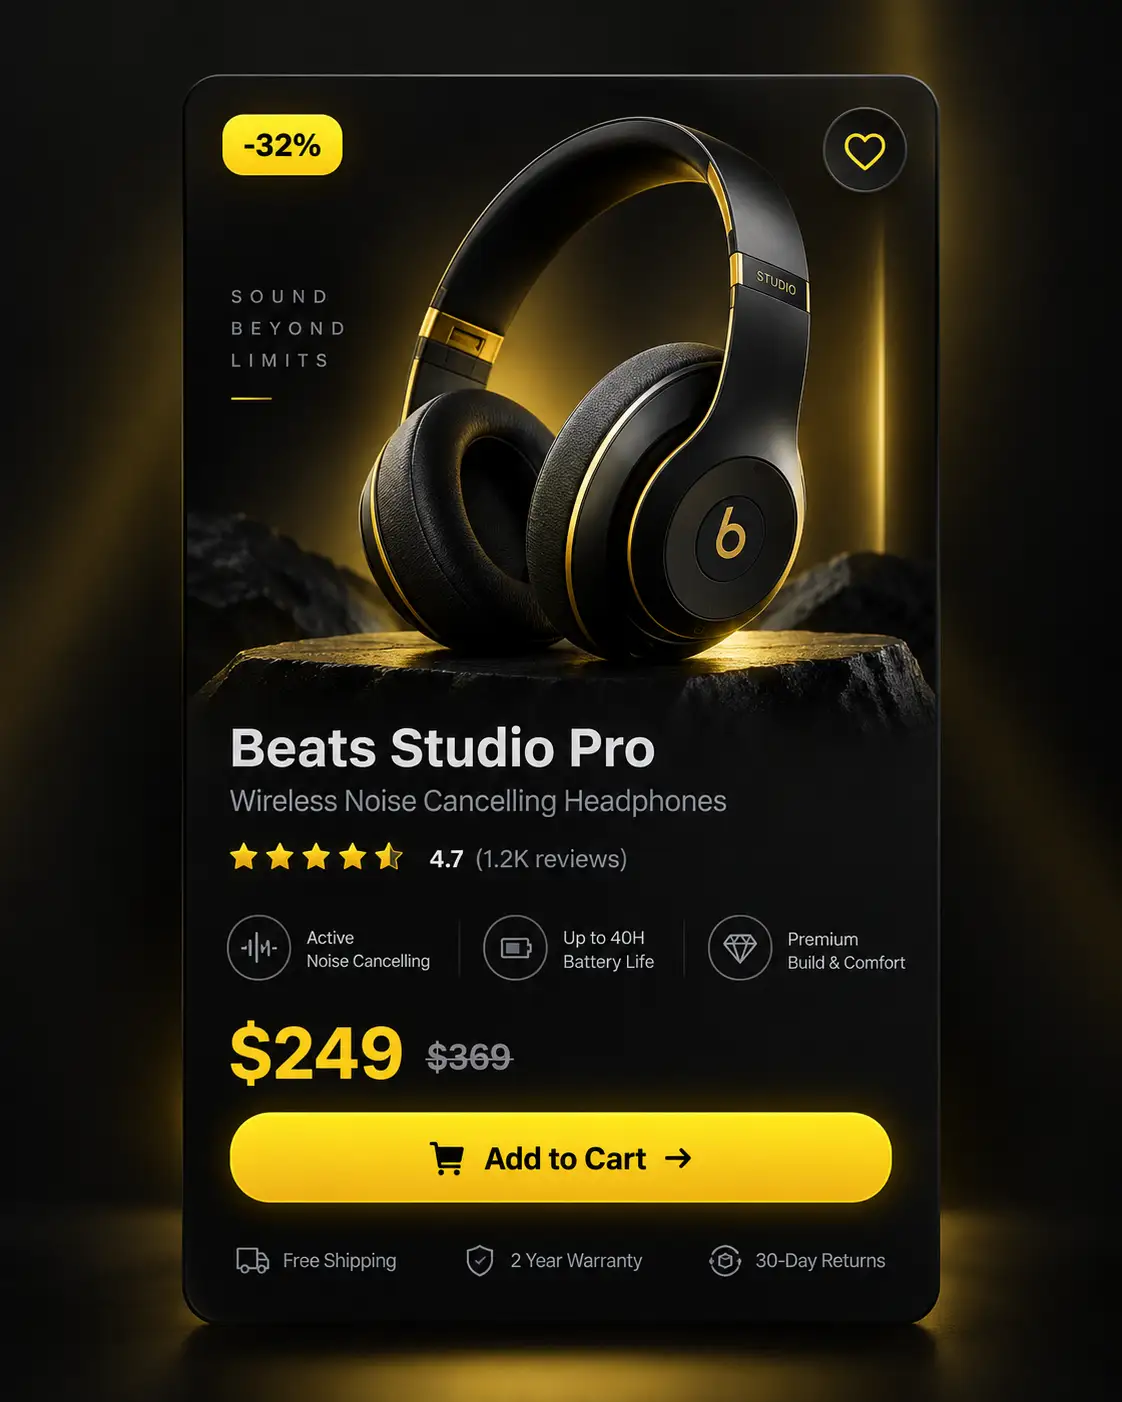 -32%
SOUND
BEYOND
LIMITS
STUDIO
b
Beats Studio Pro
Wireless Noise Cancelling Headphones
4.7 (1.2K reviews)
Active
Noise Cancelling
Up to 40H
Battery Life
Premium
Build & Comfort
$249 $369
Add to Cart →
Free Shipping
2 Year Warranty
30-Day Returns